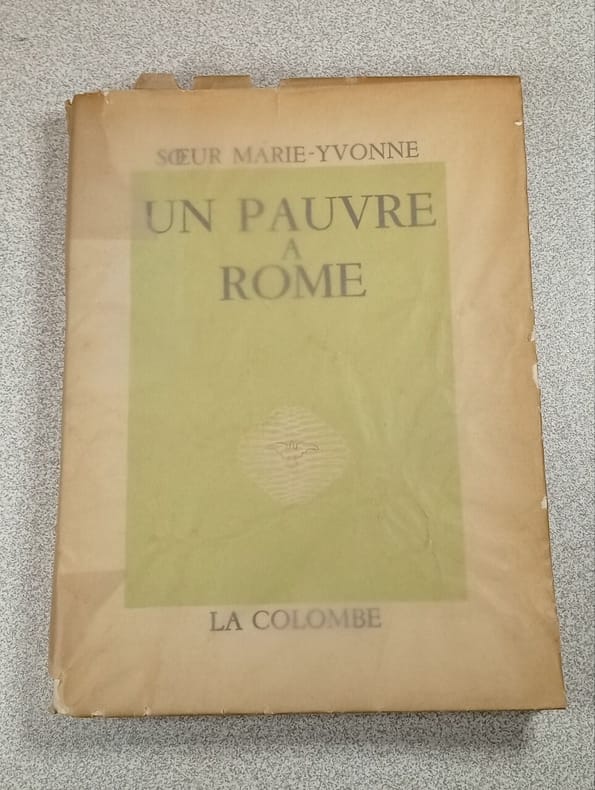 SŒUR MARIE-YVONNE
UN PAUVRE
A
ROME
LA COLOMBE